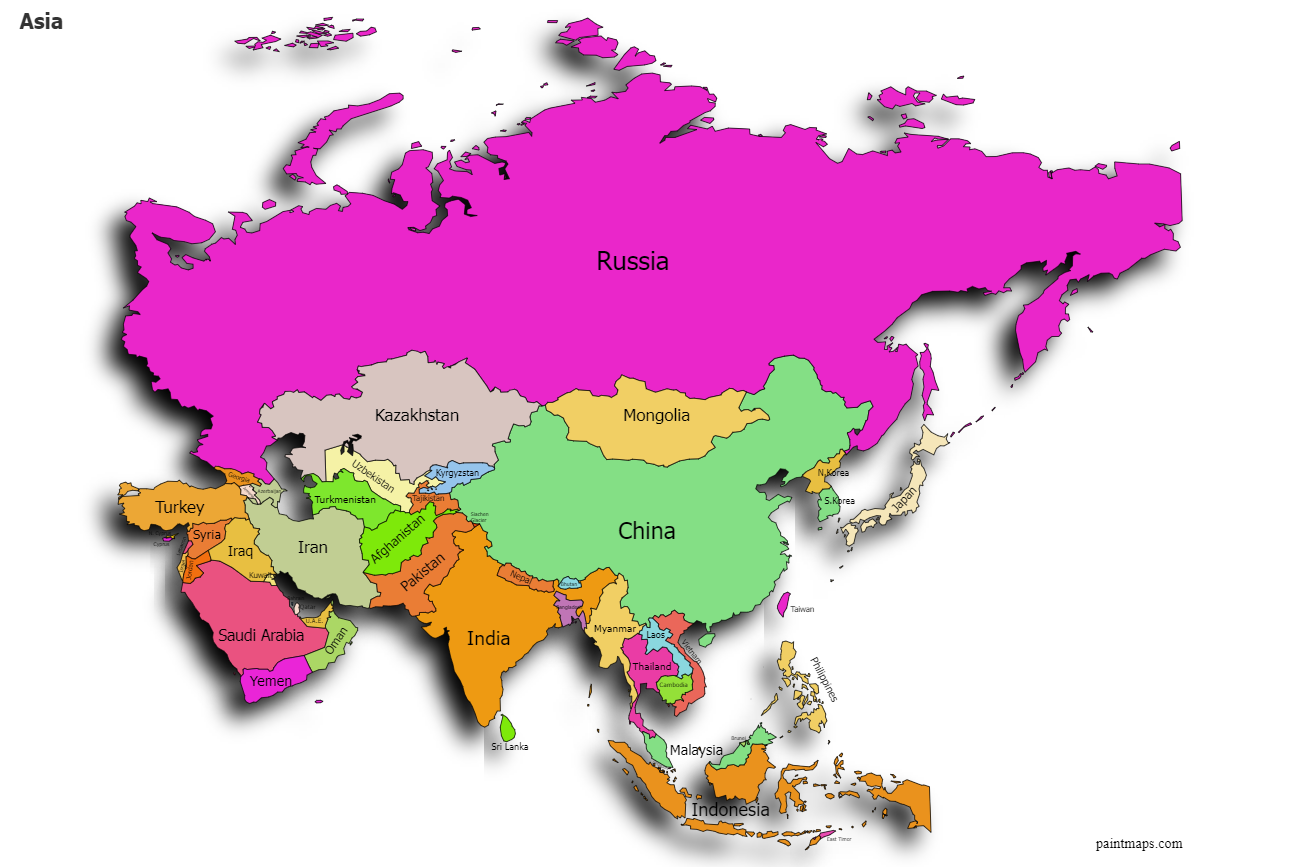 Asia
Russia
Kazakhstan
Mongolia
Uzbekistan
Kyrgyzstan
Georgia
Azerbaijan
Turkmenistan
Tajikistan
N.Korea
S.Korea
Japan
Turkey
Siachen
Glacier
China
Cyprus
Syria
Iraq
Iran
Afghanistan
Pakistan
Jordan
Kuwait
Nepal
Bhutan
Bangladesh
Qatar
U.A.E.
Taiwan
Saudi Arabia
Oman
India
Myanmar
Laos
Vietnam
Thailand
Yemen
Cambodia
Philippines
Sri Lanka
Brunei
Malaysia
Indonesia
East Timor
paintmaps.com